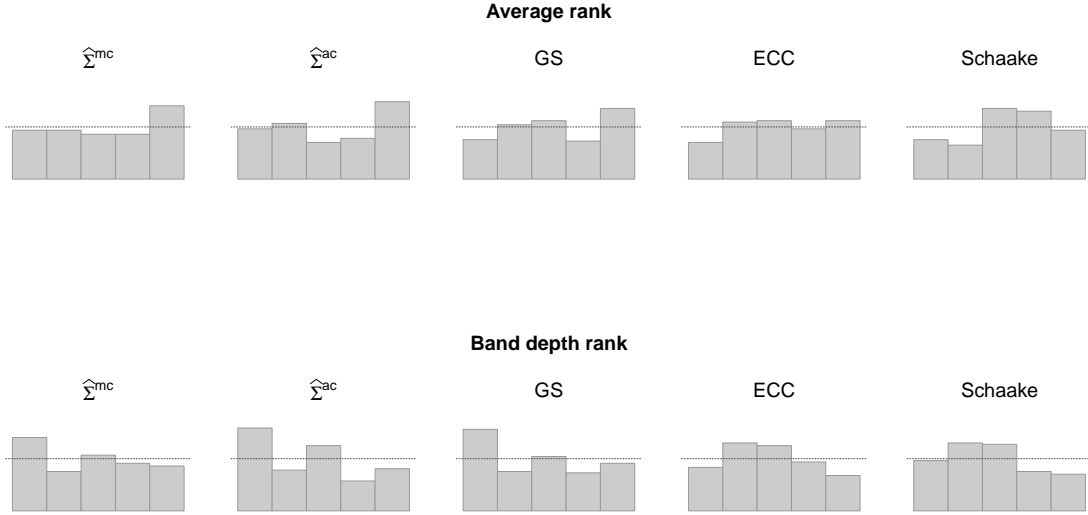 Average rank
Σ̂ᵐᶜ Σ̂ᵃᶜ GS ECC Schaake
Band depth rank
Σ̂ᵐᶜ Σ̂ᵃᶜ GS ECC Schaake